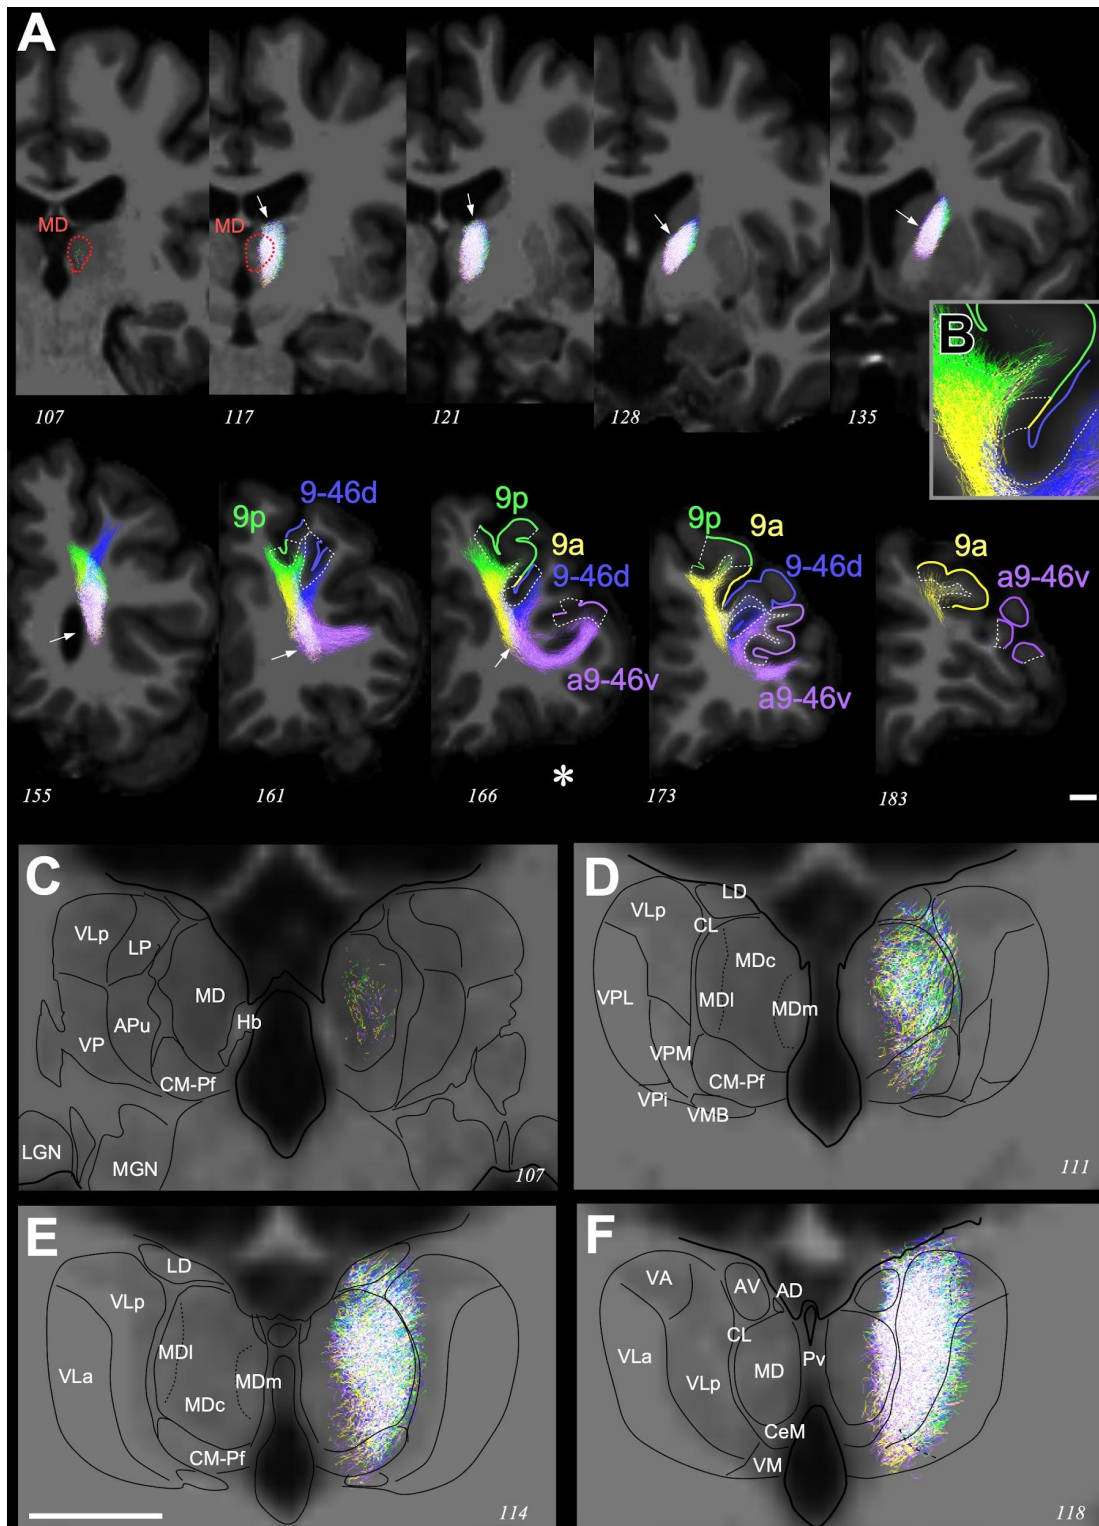 A
MD
MD
107
117
121
128
135
B
9p
9-46d
9p
9a
9-46d
a9-46v
9p
9a
9-46d
a9-46v
9a
a9-46v
155
161
166
*
173
183
C
VLp
LP
MD
APu
Hb
VP
CM-Pf
LGN
MGN
107
D
LD
VLp
CL
MDc
VPL
MDl
MDm
VPM
CM-Pf
VPi
VMB
111
E
LD
VLp
MDl
VLa
MDm
MDc
CM-Pf
114
F
VA
AV
AD
CL
VLa
Pv
MD
VLp
CeM
VM
118